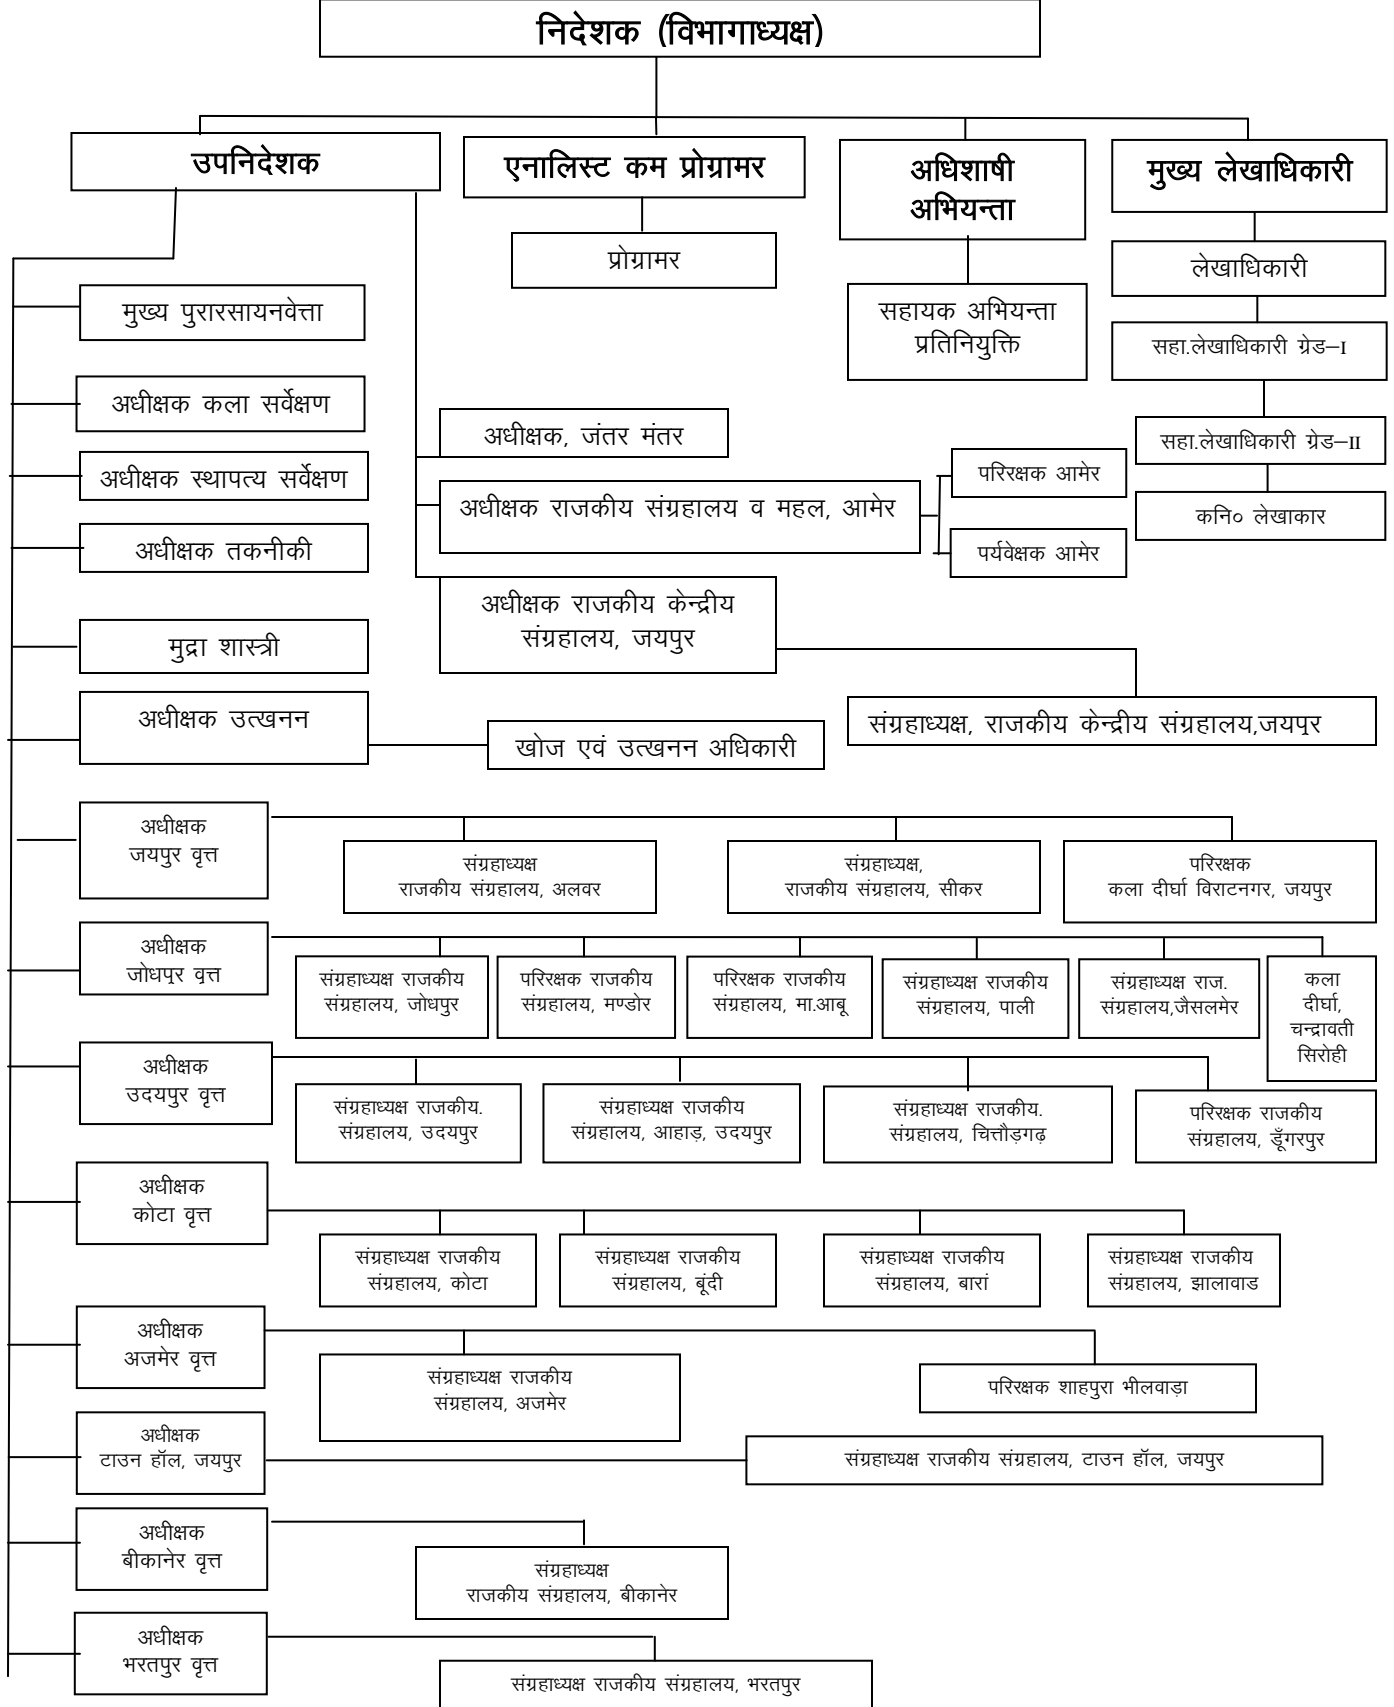 निदेशक (विभागाध्यक्ष)
उपनिदेशक
एनालिस्ट कम प्रोग्रामर
अधिशाषी
अभियन्ता
मुख्य लेखाधिकारी
प्रोग्रामर
लेखाधिकारी
मुख्य पुरारसायनवेत्ता
सहायक अभियन्ता
प्रतिनियुक्ति
सहा.लेखाधिकारी ग्रेड–I
अधीक्षक कला सर्वेक्षण
अधीक्षक, जंतर मंतर
सहा.लेखाधिकारी ग्रेड–II
अधीक्षक स्थापत्य सर्वेक्षण
अधीक्षक राजकीय संग्रहालय व महल, आमेर
परिरक्षक आमेर
कनि० लेखाकार
अधीक्षक तकनीकी
पर्यवेक्षक आमेर
अधीक्षक राजकीय केन्द्रीय
संग्रहालय, जयपुर
मुद्रा शास्त्री
अधीक्षक उत्खनन
खोज एवं उत्खनन अधिकारी
संग्रहाध्यक्ष, राजकीय केन्द्रीय संग्रहालय,जयपुर
अधीक्षक
जयपुर वृत्त
संग्रहाध्यक्ष
राजकीय संग्रहालय, अलवर
संग्रहाध्यक्ष,
राजकीय संग्रहालय, सीकर
परिरक्षक
कला दीर्घा विराटनगर, जयपुर
अधीक्षक
जोधपुर वृत्त
संग्रहाध्यक्ष राजकीय
संग्रहालय, जोधपुर
परिरक्षक राजकीय
संग्रहालय, मण्डोर
परिरक्षक राजकीय
संग्रहालय, मा.आबू
संग्रहाध्यक्ष राजकीय
संग्रहालय, पाली
संग्रहाध्यक्ष राज.
संग्रहालय,जैसलमेर
कला
दीर्घा,
चन्द्रावती
सिरोही
अधीक्षक
उदयपुर वृत्त
संग्रहाध्यक्ष राजकीय.
संग्रहालय, उदयपुर
संग्रहाध्यक्ष राजकीय
संग्रहालय, आहाड़, उदयपुर
संग्रहाध्यक्ष राजकीय.
संग्रहालय, चित्तौड़गढ़
परिरक्षक राजकीय
संग्रहालय, डूँगरपुर
अधीक्षक
कोटा वृत्त
संग्रहाध्यक्ष राजकीय
संग्रहालय, कोटा
संग्रहाध्यक्ष राजकीय
संग्रहालय, बूंदी
संग्रहाध्यक्ष राजकीय
संग्रहालय, बारां
संग्रहाध्यक्ष राजकीय
संग्रहालय, झालावाड
अधीक्षक
अजमेर वृत्त
संग्रहाध्यक्ष राजकीय
संग्रहालय, अजमेर
परिरक्षक शाहपुरा भीलवाड़ा
अधीक्षक
टाउन हॉल, जयपुर
संग्रहाध्यक्ष राजकीय संग्रहालय, टाउन हॉल, जयपुर
अधीक्षक
बीकानेर वृत्त
संग्रहाध्यक्ष
राजकीय संग्रहालय, बीकानेर
अधीक्षक
भरतपुर वृत्त
संग्रहाध्यक्ष राजकीय संग्रहालय, भरतपुर